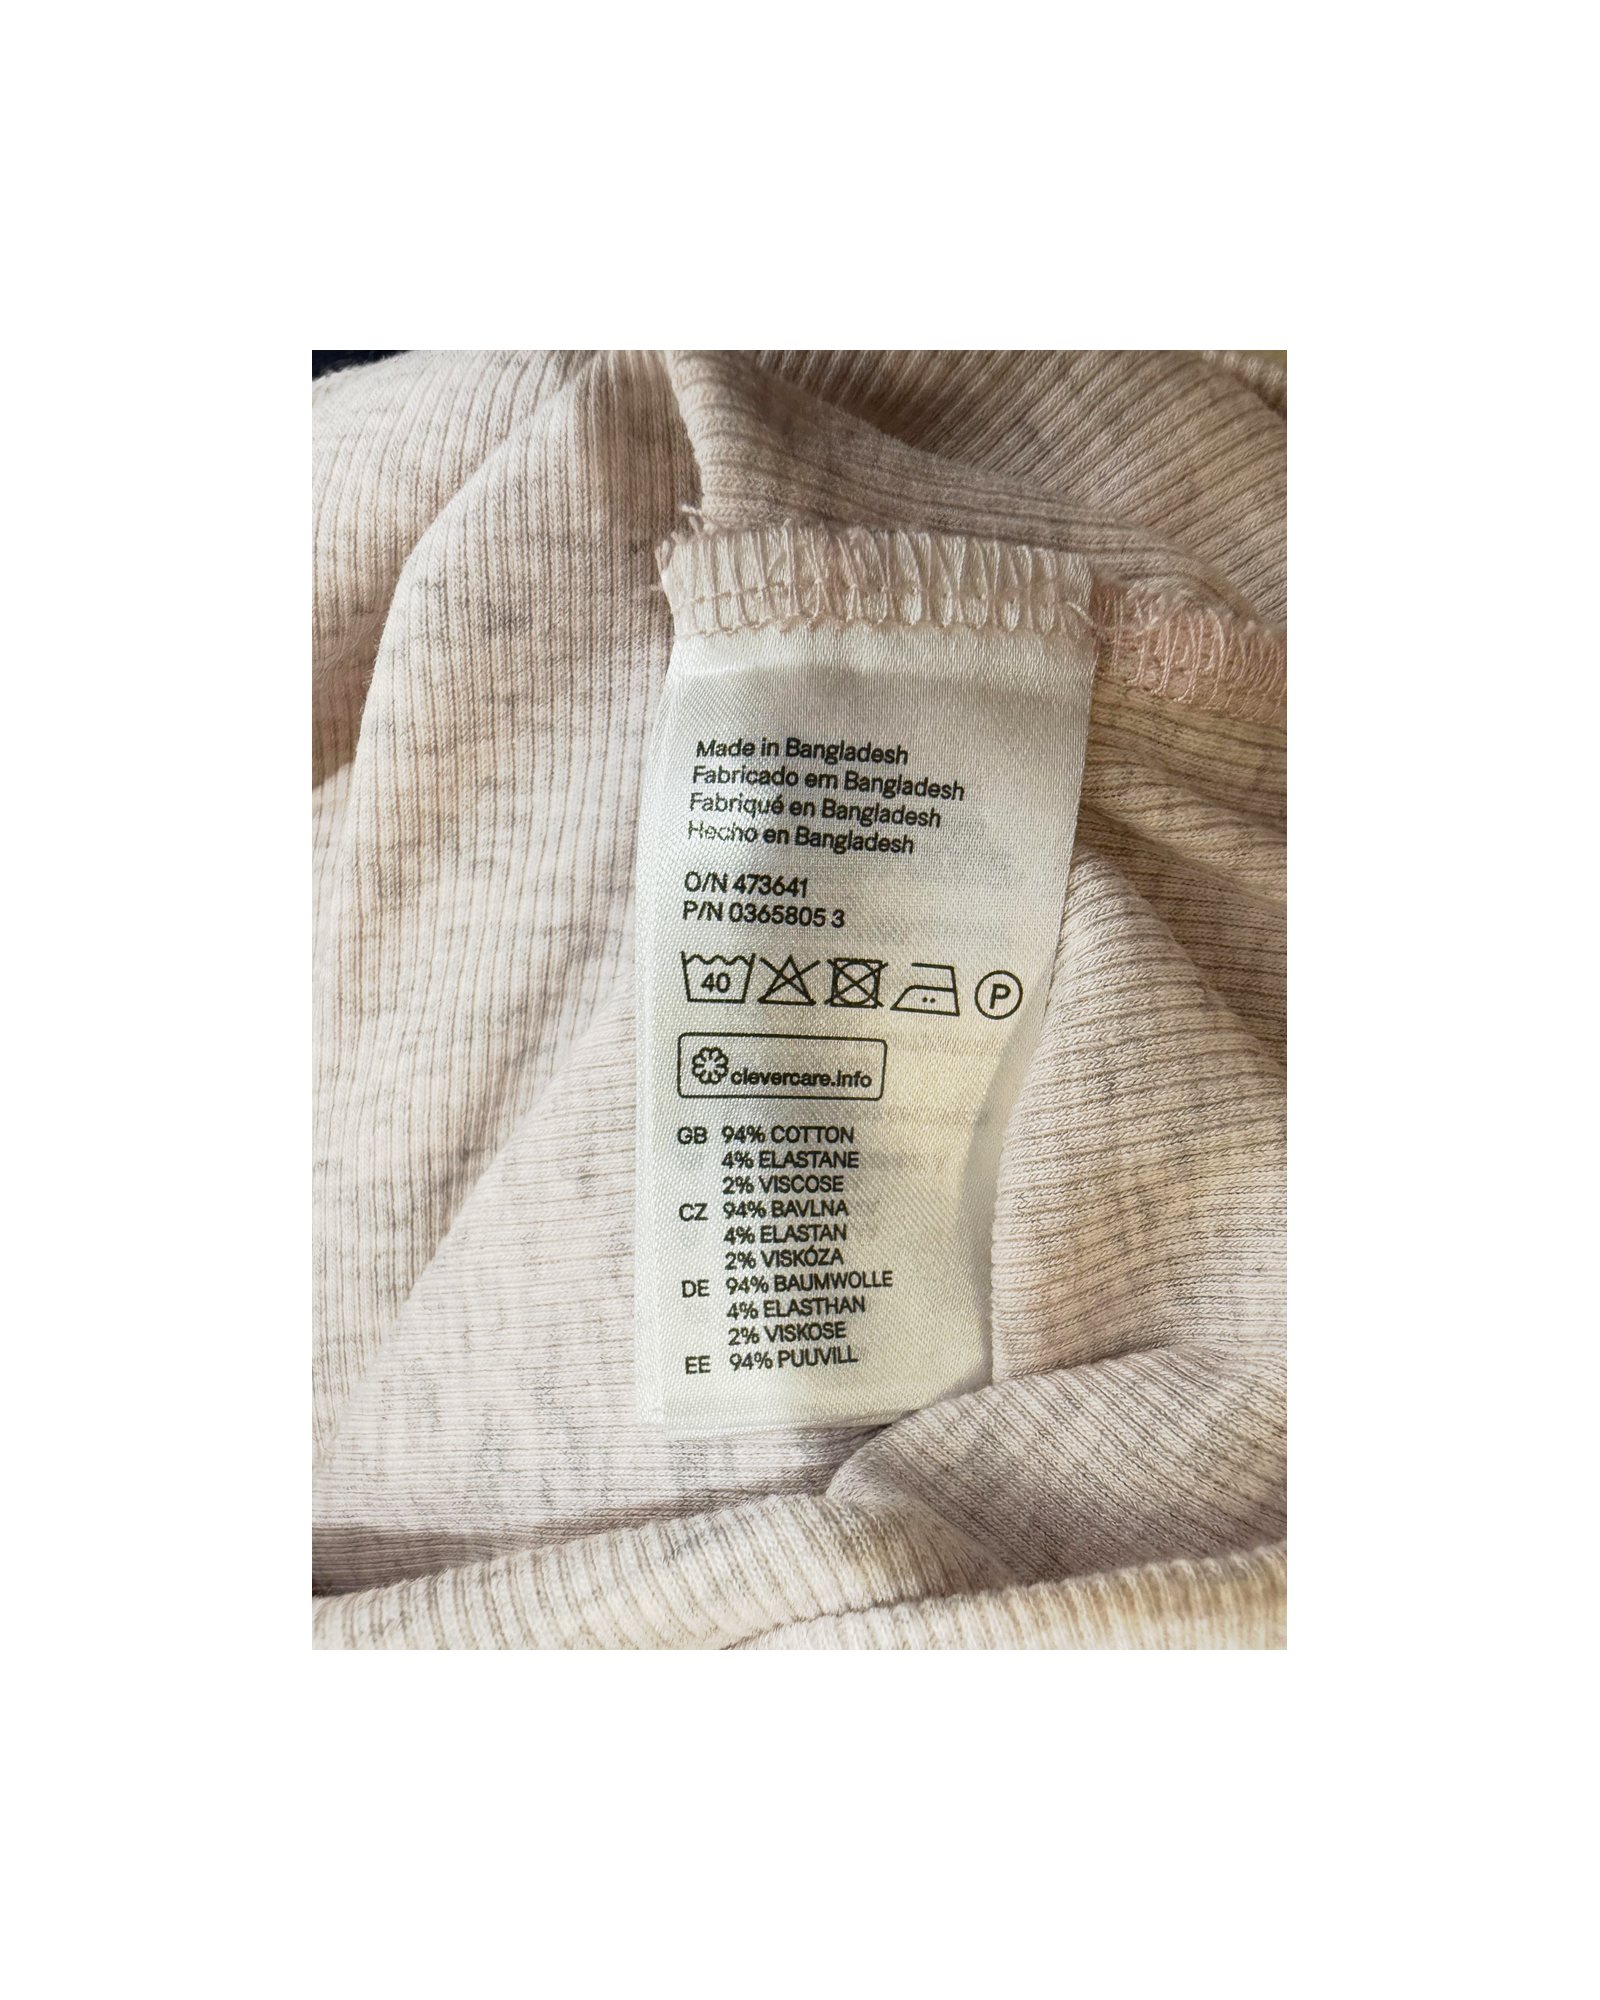 Made in Bangladesh
Fabricado em Bangladesh
Fabriqué en Bangladesh
Hecho en Bangladesh
O/N 473641
P/N 0365805 3
40 P
clevercare.info
GB 94% COTTON
4% ELASTANE
2% VISCOSE
CZ 94% BAVLNA
4% ELASTAN
2% VISKÓZA
DE 94% BAUMWOLLE
4% ELASTHAN
2% VISKOSE
EE 94% PUUVILL